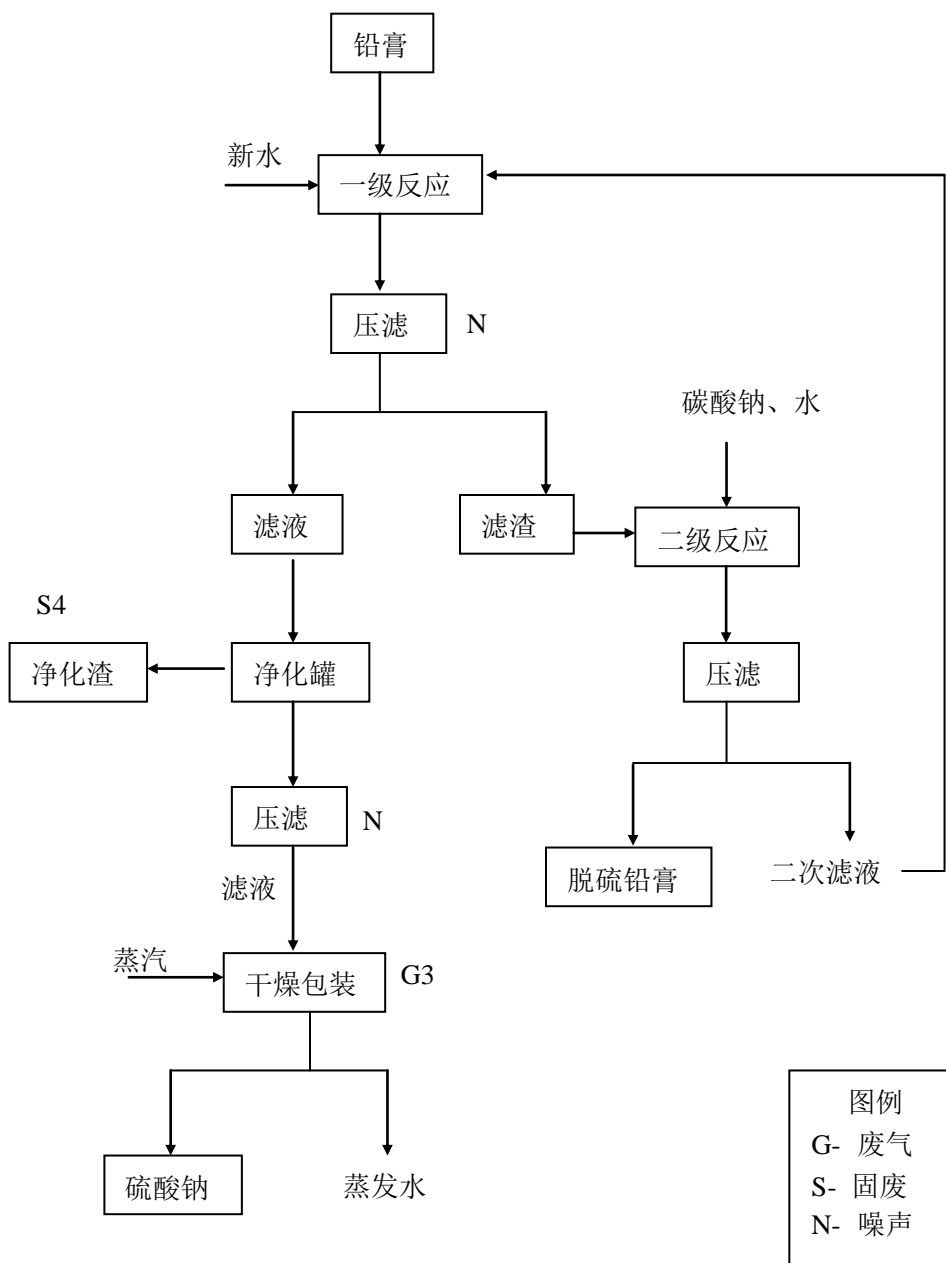 铅膏
新水
一级反应
压滤
N
碳酸钠、水
滤液
滤渣
二级反应
S4
净化渣
净化罐
压滤
压滤
N
滤液
脱硫铅膏
二次滤液
蒸汽
干燥包装
G3
硫酸钠
蒸发水
图例
G- 废气
S- 固废
N- 噪声